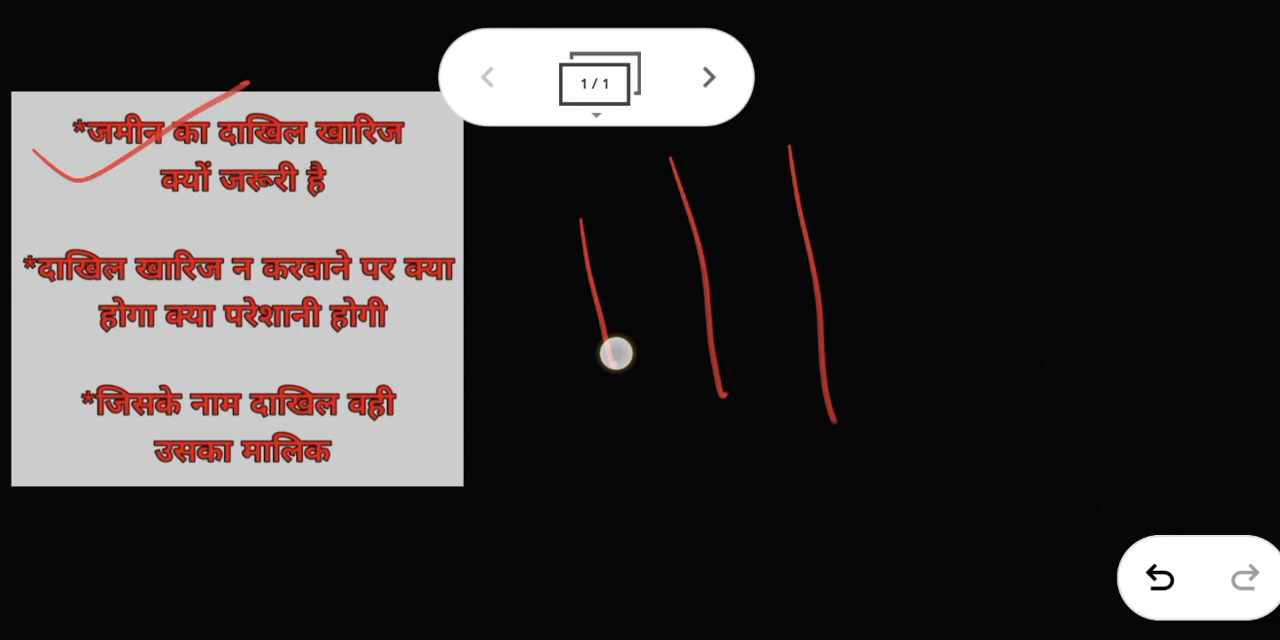 1 / 1
*जमीन का दाखिल खारिज
क्यों जरूरी है
*दाखिल खारिज न करवाने पर क्या
होगा क्या परेशानी होगी
*जिसके नाम दाखिल वही
उसका मालिक